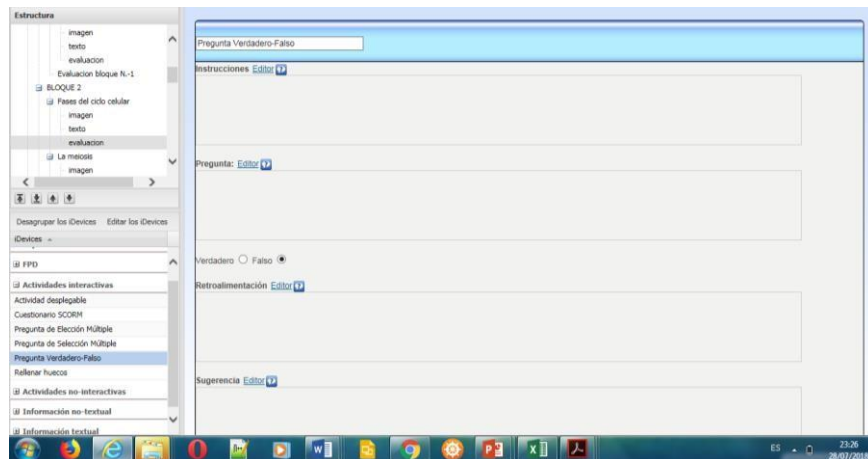 Estructura
imagen
texto
evaluacion
Evaluacion bloque N.-1
BLOQUE 2
Fases del ciclo celular
imagen
texto
evaluacion
La meiosis
imagen
Desagrupar los iDevices Editar los iDevices
iDevices
FPD
Actividades interactivas
Actividad desplegable
Cuestionario SCORM
Pregunta de Elección Múltiple
Pregunta de Selección Múltiple
Pregunta Verdadero-Falso
Rellenar huecos
Actividades no-interactivas
Información no-textual
Información textual
Pregunta Verdadero-Falso
Instrucciones Editor ?
Pregunta: Editor ?
Verdadero Falso
Retroalimentación Editor ?
Sugerencia Editor ?
ES
23:26